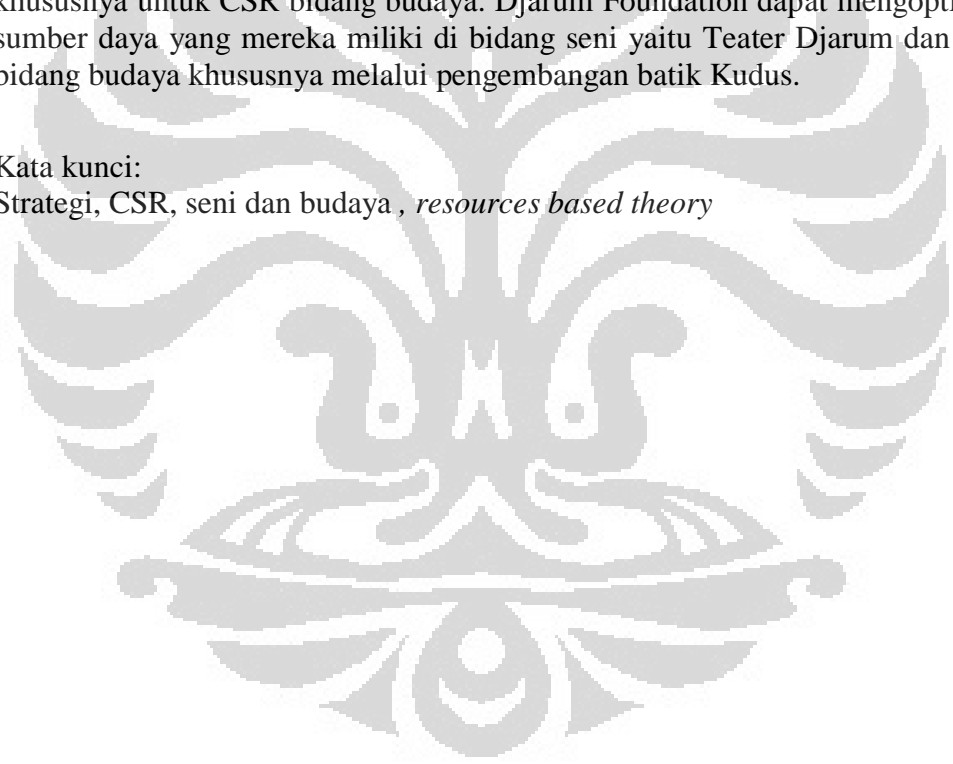 khususnya untuk CSR bidang budaya. Djarum Foundation dapat
sumber daya yang mereka miliki di bidang seni yaitu Teater Djarum dan
bidang budaya khususnya melalui pengembangan batik Kudus.
Kata kunci:
Strategi, CSR, seni dan budaya , resources based theory